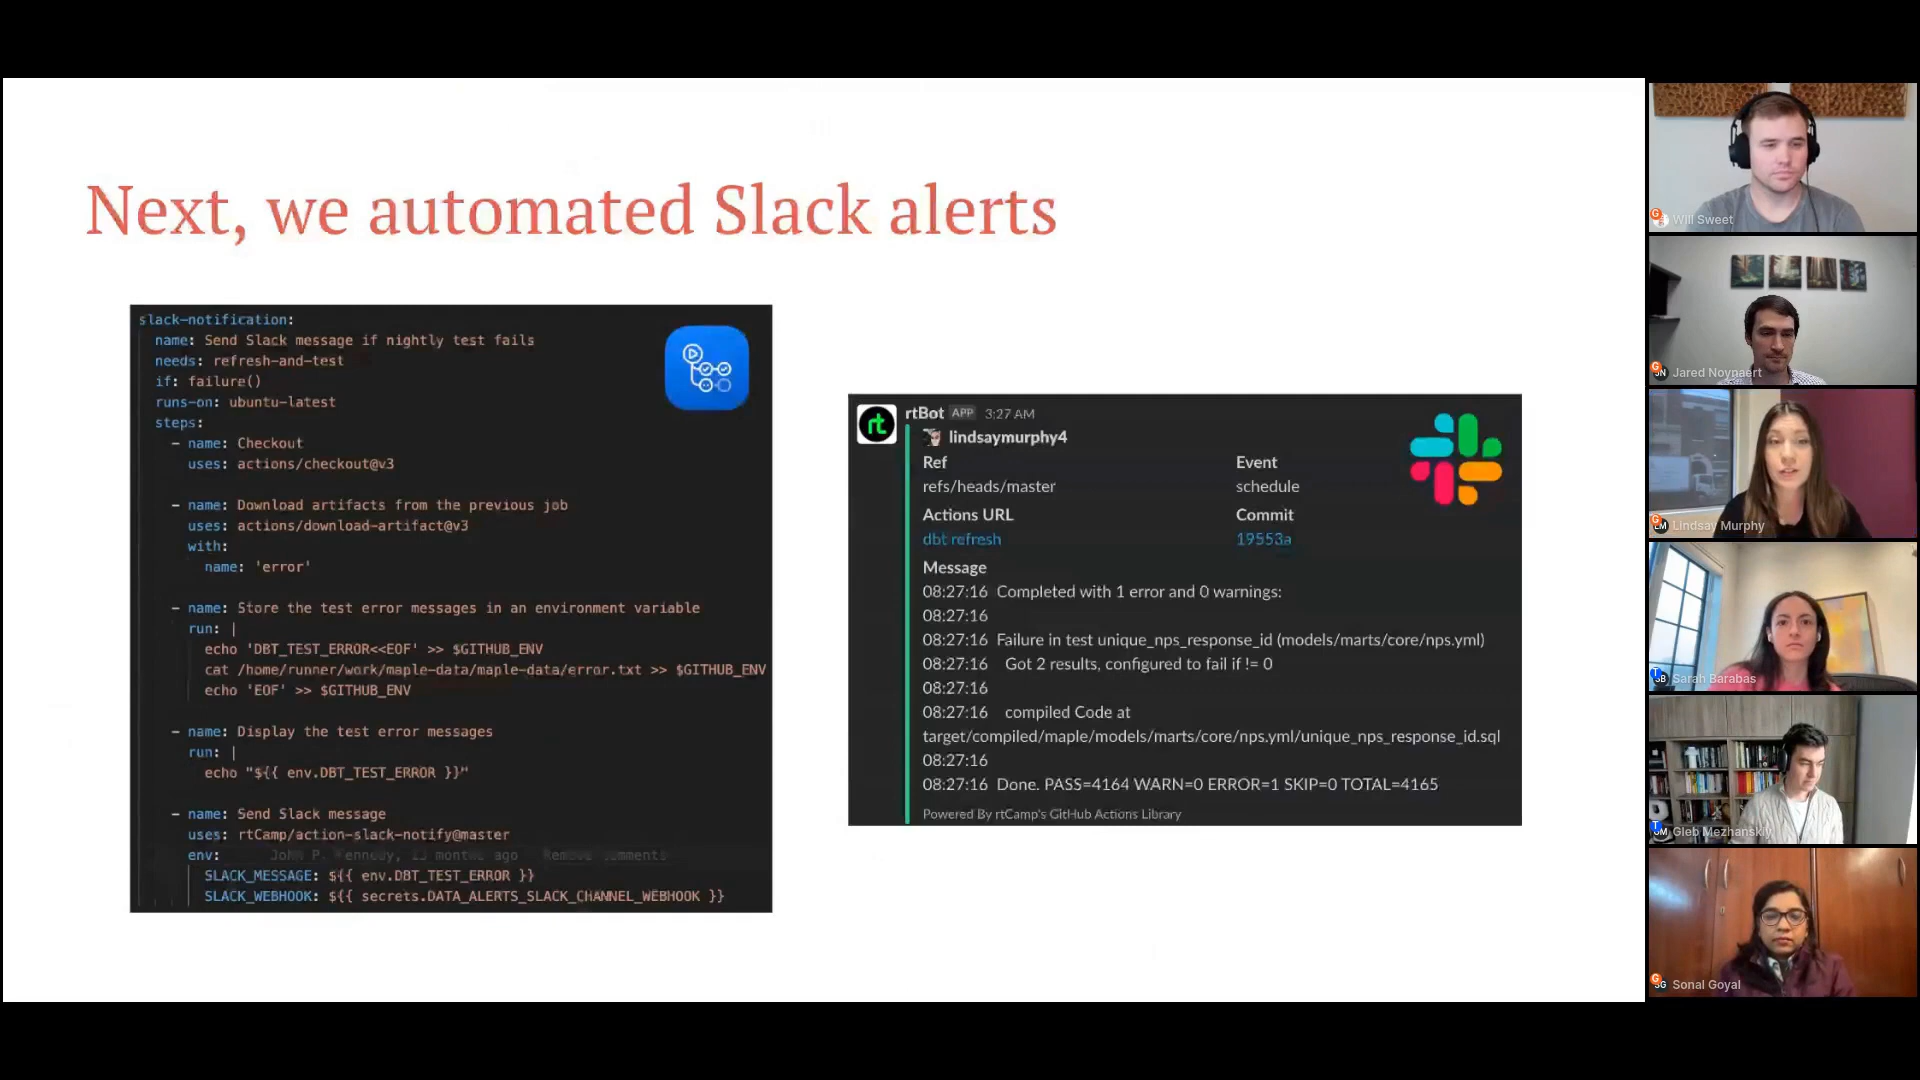 Next, we automated Slack alerts
slack-notification:
name: Send Slack message if nightly test fails
needs: refresh-and-test
if: failure()
runs-on: ubuntu-latest
steps:
- name: Checkout
uses: actions/checkout@v3
- name: Download artifacts from the previous job
uses: actions/download-artifact@v3
with:
name: 'error'
- name: Store the test error messages in an environment variable
run: |
echo 'DBT_TEST_ERROR<<EOF' >> $GITHUB_ENV
cat /home/runner/work/maple-data/maple-data/error.txt >> $GITHUB_ENV
echo 'EOF' >> $GITHUB_ENV
- name: Display the test error messages
run: |
echo "${{ env.DBT_TEST_ERROR }}"
- name: Send Slack message
uses: rtCamp/action-slack-notify@master
env: John P. ago Remove comments
SLACK_MESSAGE: ${{ env.DBT_TEST_ERROR }}
SLACK_WEBHOOK: ${{ secrets.DATA_ALERTS_SLACK_CHANNEL_WEBHOOK }}
rt
rtBot APP 3:27 AM
lindsaymurphy4
Ref Event
refs/heads/master schedule
Actions URL Commit
dbt refresh 19553a
Message
08:27:16 Completed with 1 error and 0 warnings:
08:27:16
08:27:16 Failure in test unique_nps_response_id (models/marts/core/nps.yml)
08:27:16 Got 2 results, configured to fail if != 0
08:27:16
08:27:16 compiled Code at
target/compiled/maple/models/marts/core/nps.yml/unique_nps_response_id.sql
08:27:16
08:27:16 Done. PASS=4164 WARN=0 ERROR=1 SKIP=0 TOTAL=4165
Powered By rtCamp's GitHub Actions Library
G Will Sweet
G JN Jared Noynaert
G LM Lindsay Murphy
T SB Sarah Barabas
T GM Gleb Mezhanskiy
G SG Sonal Goyal